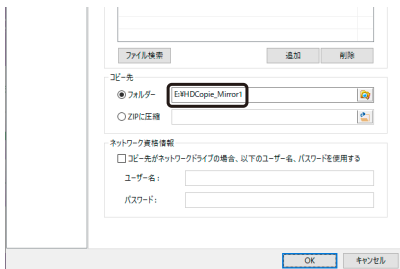 ファイル検索 追加 削除
コピー先
フォルダー E:¥HDCopie_Mirror1
ZIPに圧縮
ネットワーク資格情報
コピー先がネットワークドライブの場合、以下のユーザー名、パスワードを使用する
ユーザー名：
パスワード：
OK キャンセル